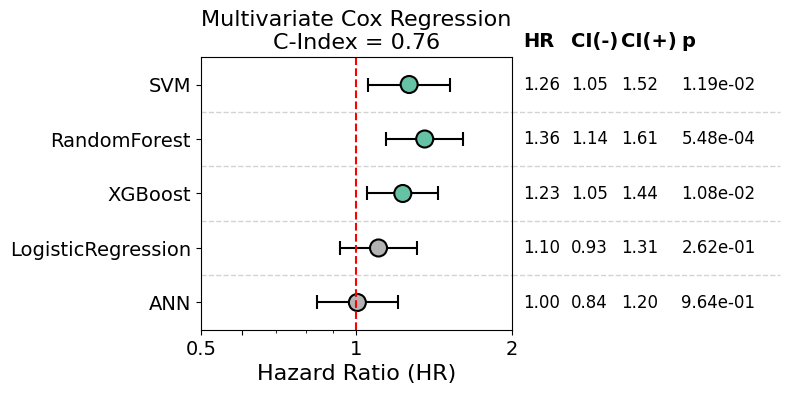 Multivariate Cox Regression
C-Index = 0.76
HR CI(-) CI(+) p
SVM 1.26 1.05 1.52 1.19e-02
RandomForest 1.36 1.14 1.61 5.48e-04
XGBoost 1.23 1.05 1.44 1.08e-02
LogisticRegression 1.10 0.93 1.31 2.62e-01
ANN 1.00 0.84 1.20 9.64e-01
0.5 1 2
Hazard Ratio (HR)